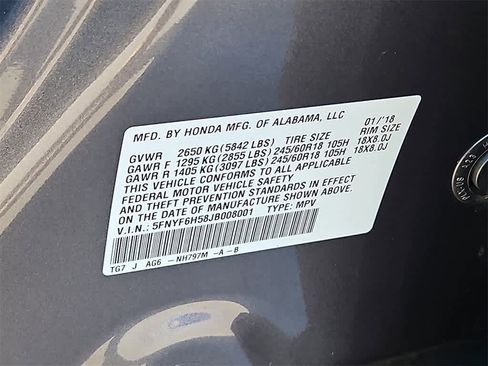 MFD. BY HONDA MFG. OF ALABAMA, LLC 01/'18
GVWR 2650 KG(5842 LBS) TIRE SIZE RIM SIZE
GAWR F 1295 KG(2855 LBS) 245/60R18 105H 18X8.0J
GAWR R 1405 KG(3097 LBS) 245/60R18 105H 18X8.0J
THIS VEHICLE CONFORMS TO ALL APPLICABLE
FEDERAL MOTOR VEHICLE SAFETY
AND THEFT PREVENTION STANDARDS IN EFFECT
ON THE DATE OF MANUFACTURE SHOWN ABOVE.
V.I.N.: 5FNYF6H58JB008001 TYPE: MPV
TG7 J AG6 -NH797M -A -B